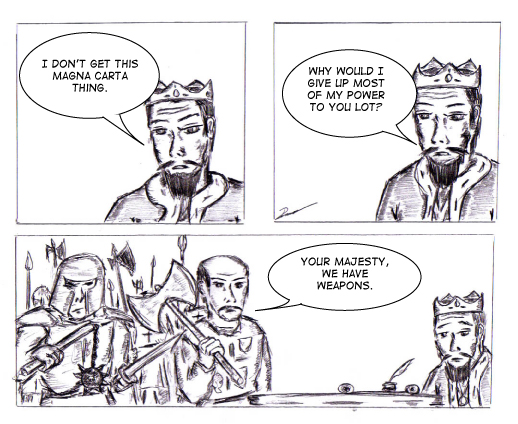 I DON'T GET THIS
MAGNA CARTA
THING.
WHY WOULD I
GIVE UP MOST
OF MY POWER
TO YOU LOT?
YOUR MAJESTY,
WE HAVE
WEAPONS.